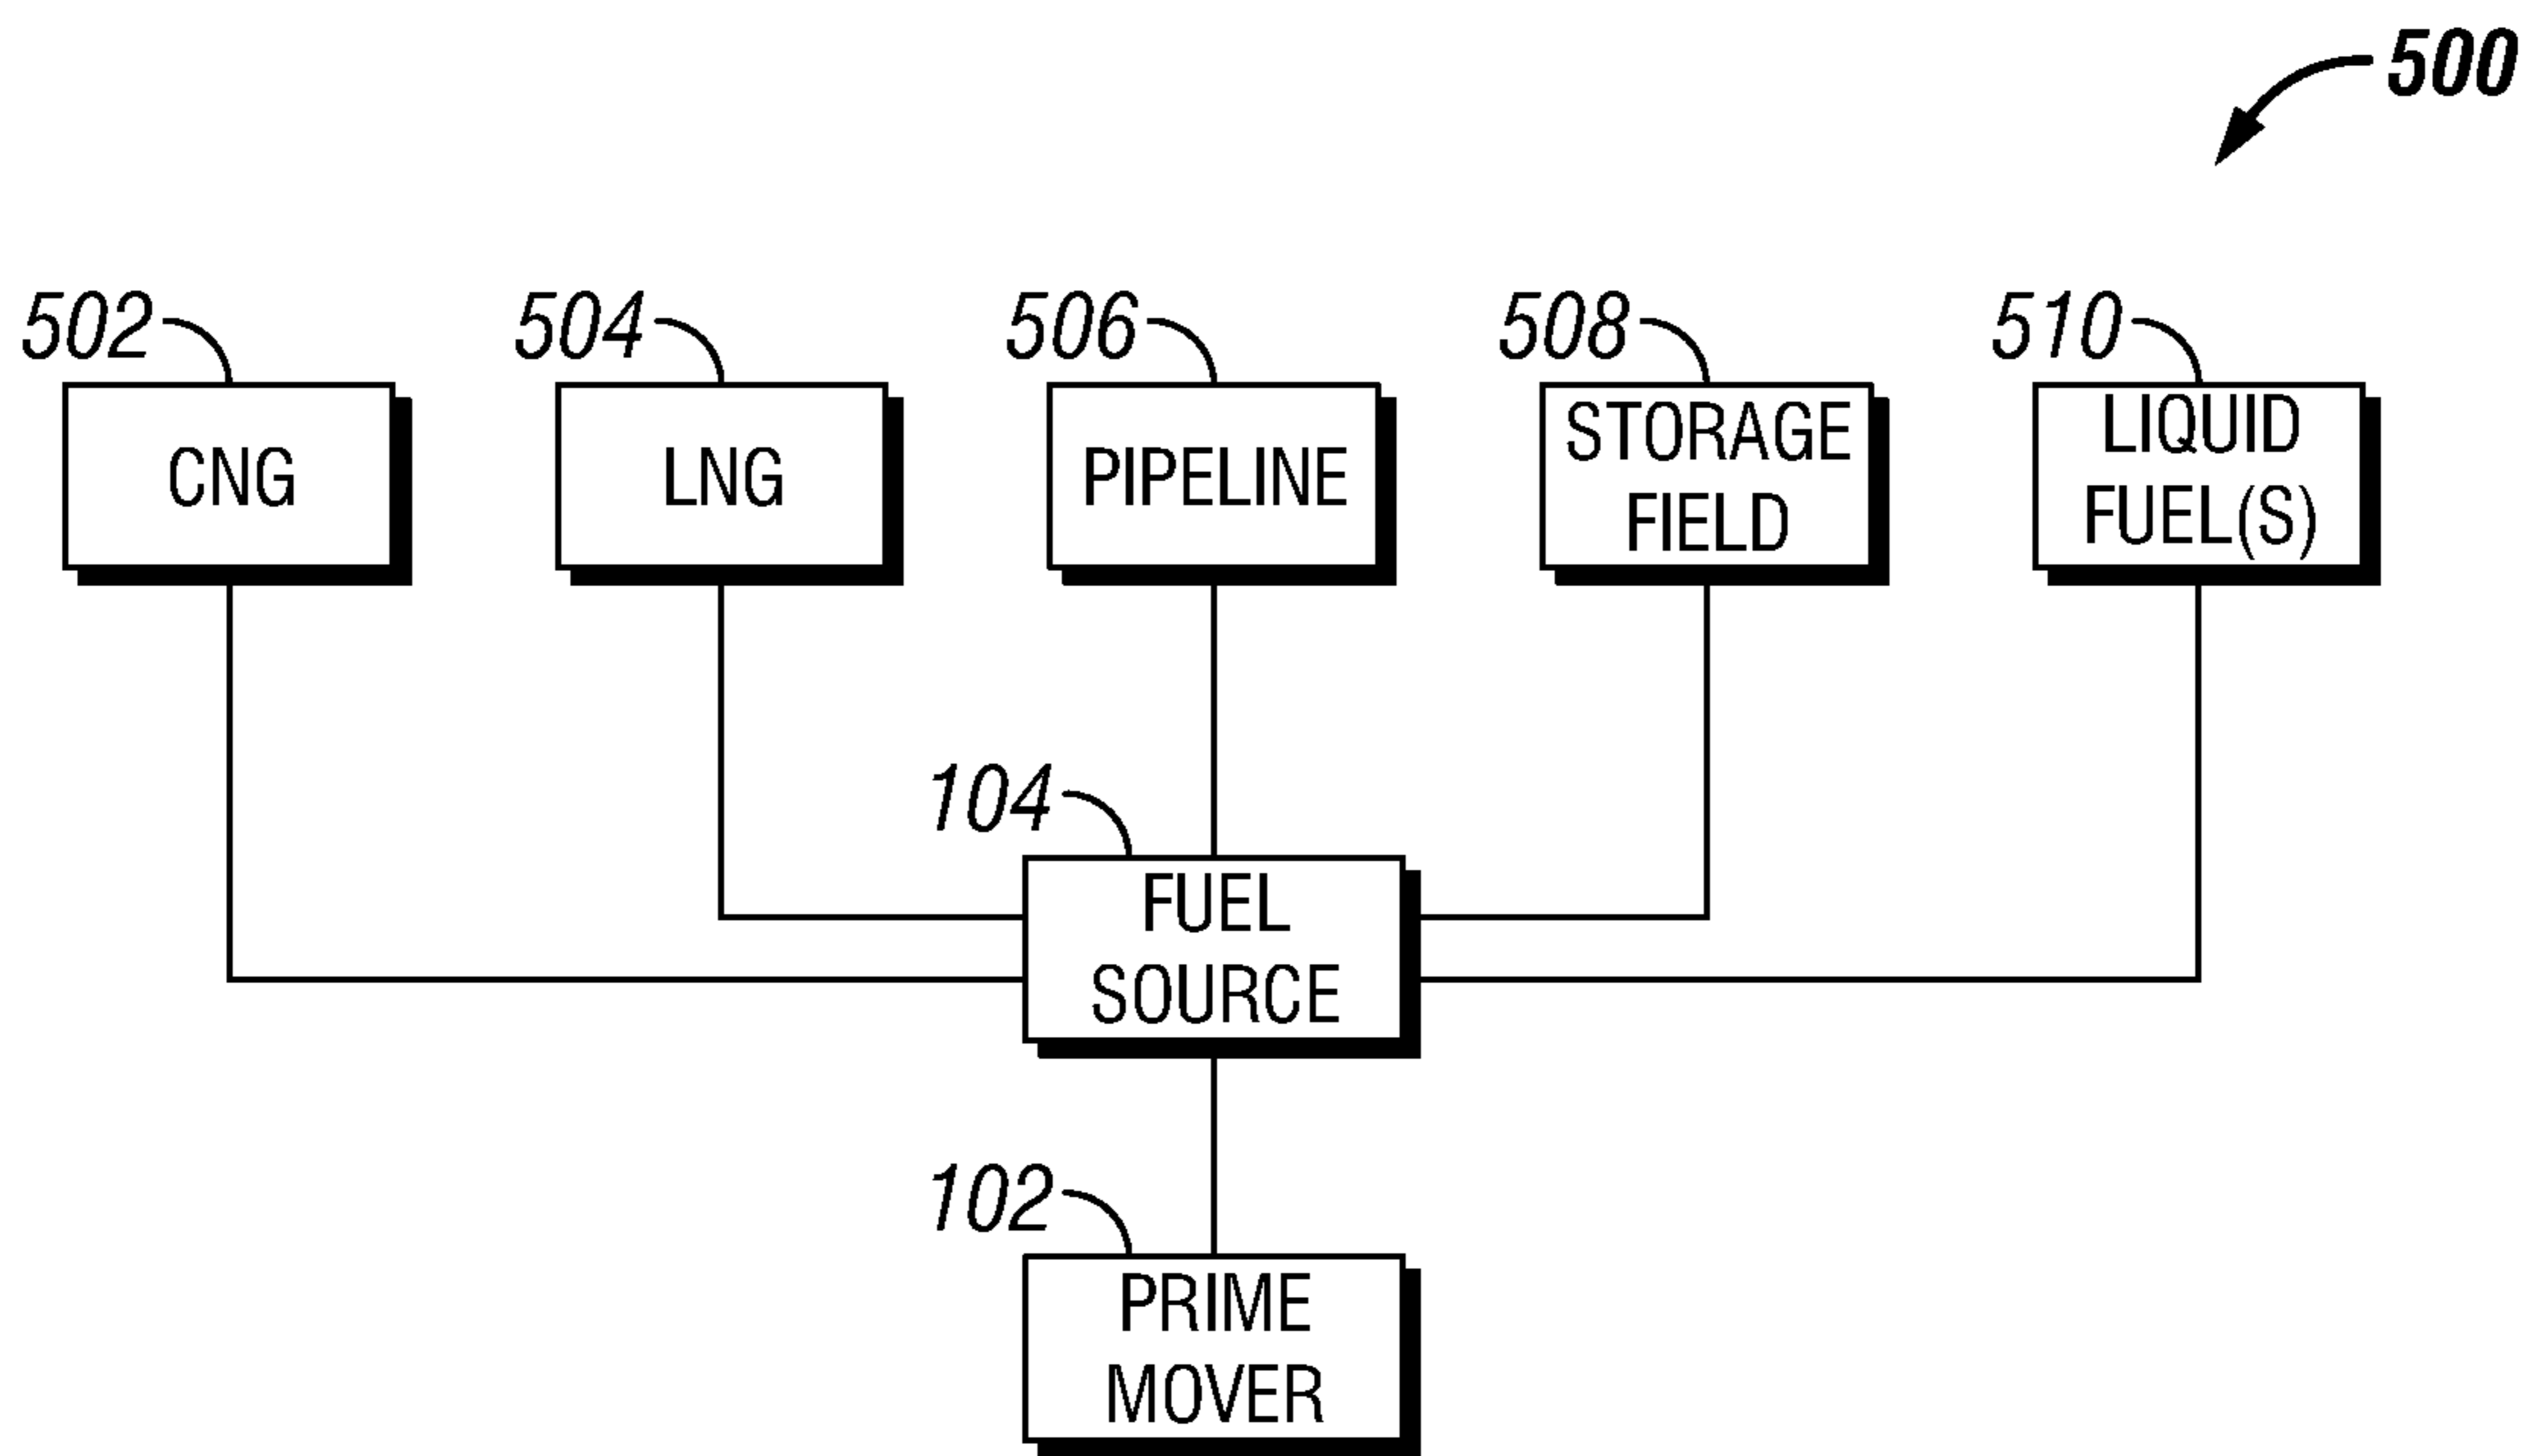 500
502
504
506
508
510
CNG
LNG
PIPELINE
STORAGE
FIELD
LIQUID
FUEL(S)
104
FUEL
SOURCE
102
PRIME
MOVER